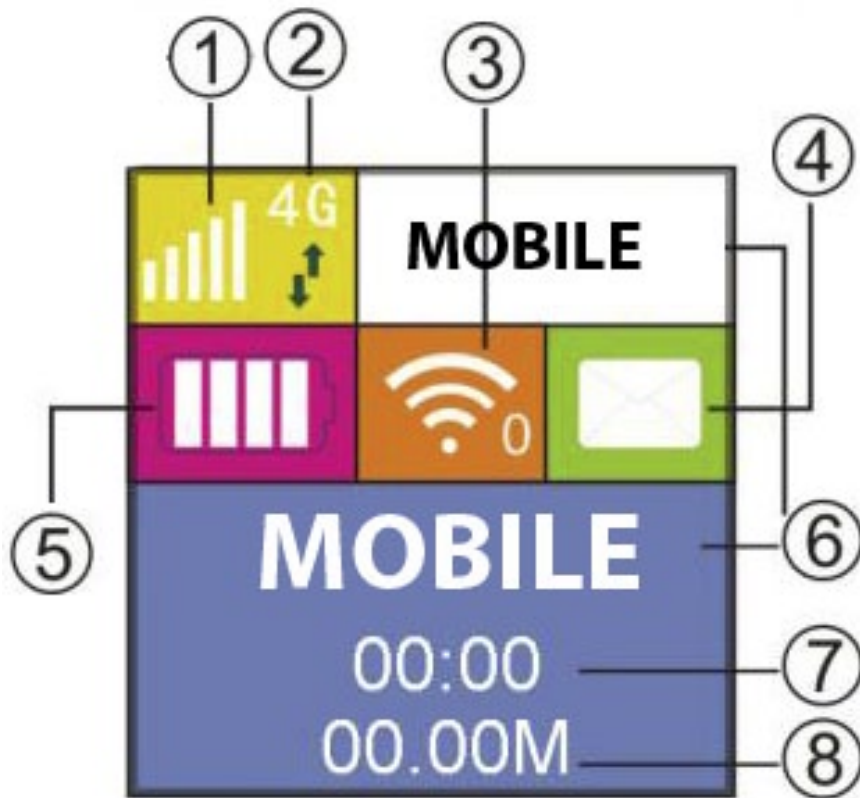 ① ② ③
④
4G
MOBILE
0
⑤
MOBILE
⑥
00:00
⑦
00.00M
⑧